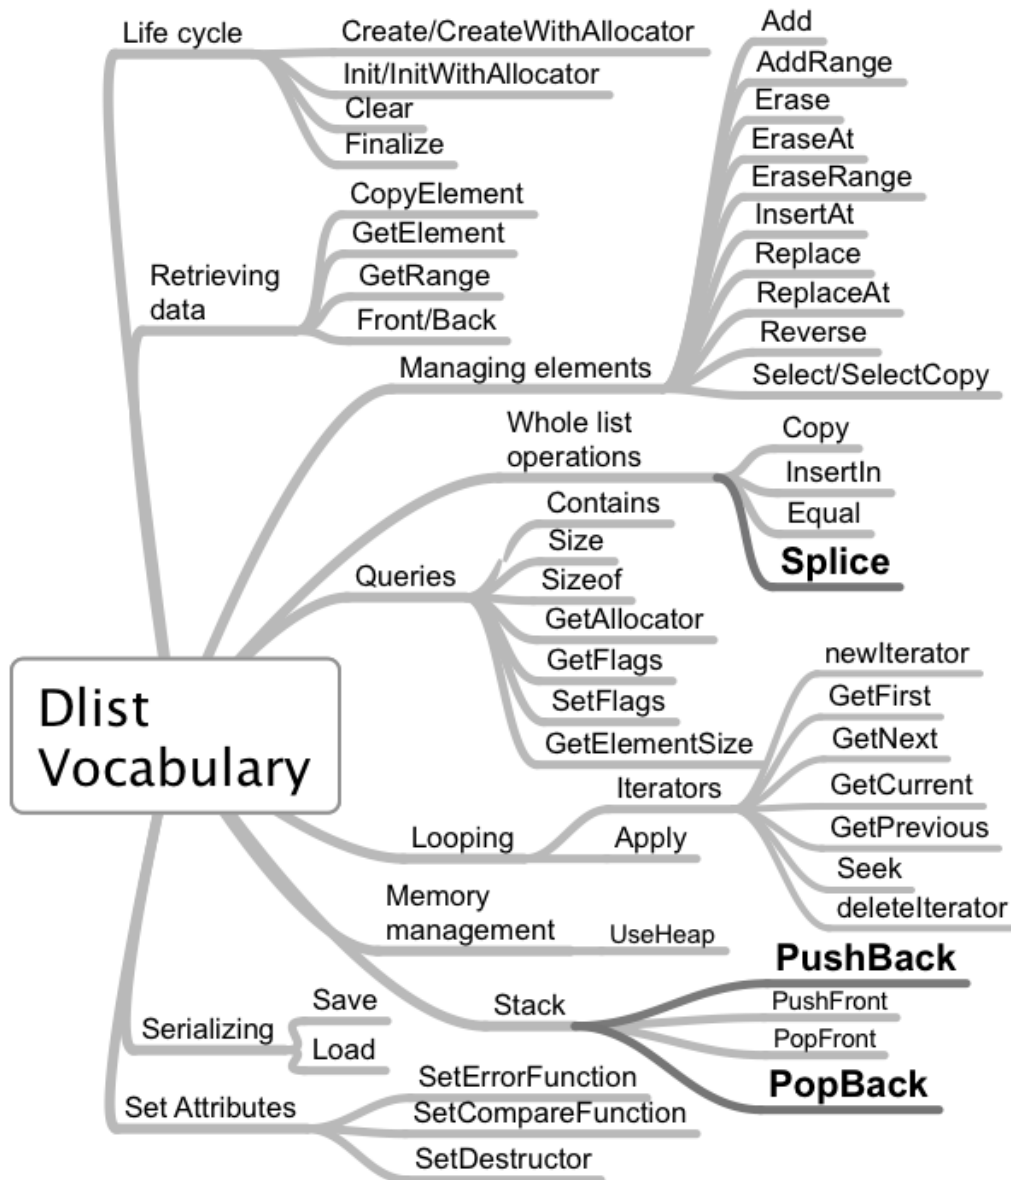 Life cycle
Create/CreateWithAllocator
Init/InitWithAllocator
Clear
Finalize
Retrieving
data
CopyElement
GetElement
GetRange
Front/Back
Managing elements
Add
AddRange
Erase
EraseAt
EraseRange
InsertAt
Replace
ReplaceAt
Reverse
Select/SelectCopy
Whole list
operations
Copy
InsertIn
Equal
Splice
Queries
Contains
Size
Sizeof
GetAllocator
GetFlags
SetFlags
GetElementSize
Dlist
Vocabulary
Looping
Iterators
newIterator
GetFirst
GetNext
GetCurrent
GetPrevious
Seek
deleteIterator
Apply
Memory
management
UseHeap
Stack
PushBack
PushFront
PopFront
PopBack
Serializing
Save
Load
Set Attributes
SetErrorFunction
SetCompareFunction
SetDestructor